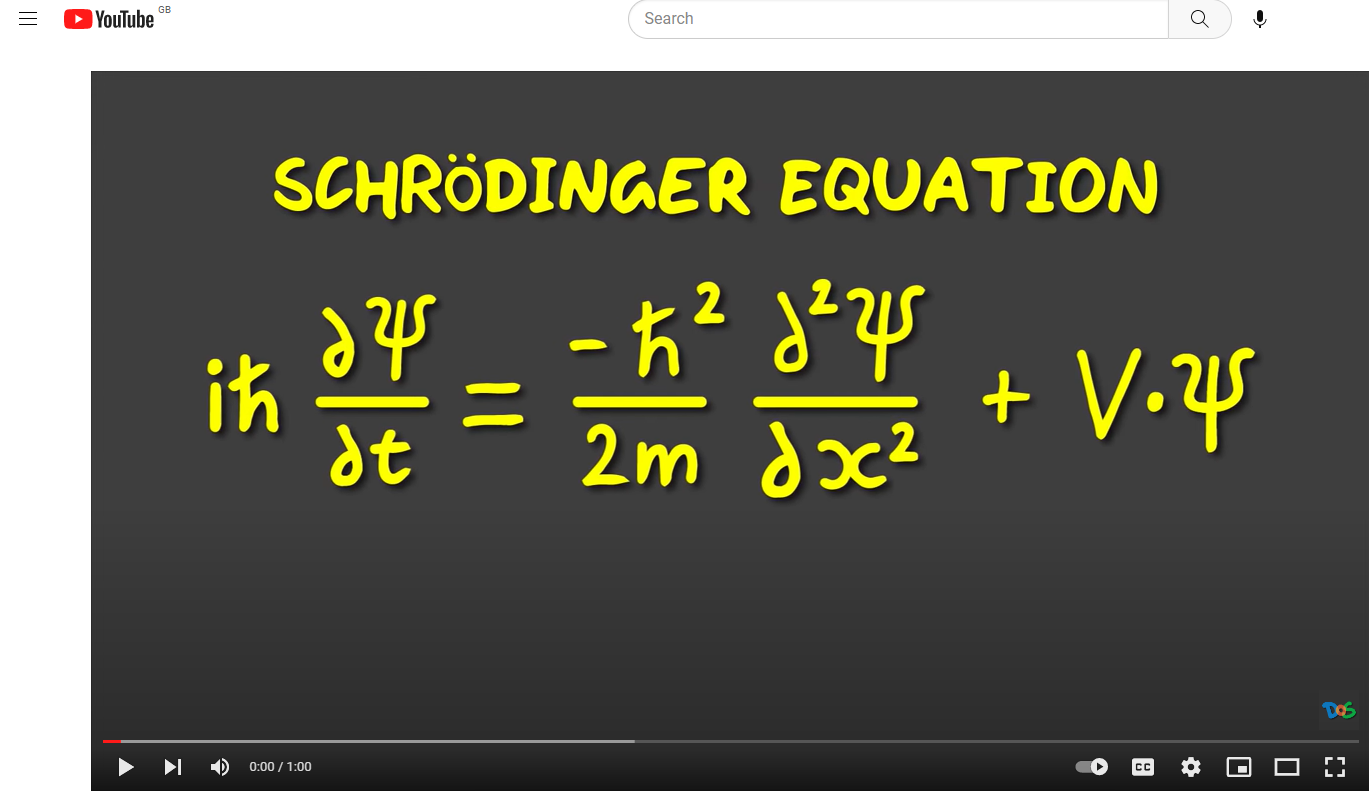 YouTube GB
Search
SCHRÖDINGER EQUATION
iħ ∂Ψ/∂t = -ħ²/2m ∂²Ψ/∂x² + V·Ψ
DOS
0:00 / 1:00
CC